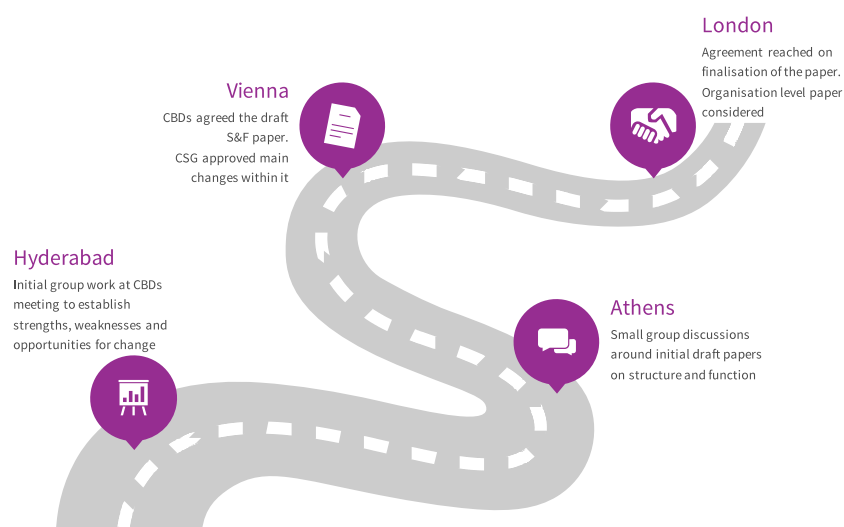 London
Agreement reached on
finalisation of the paper.
Organisation level paper
considered
Vienna
CBDs agreed the draft
S&F paper.
CSG approved main
changes within it
Hyderabad
Initial group work at CBDs
meeting to establish
strengths, weaknesses and
opportunities for change
Athens
Small group discussions
around initial draft papers
on structure and function